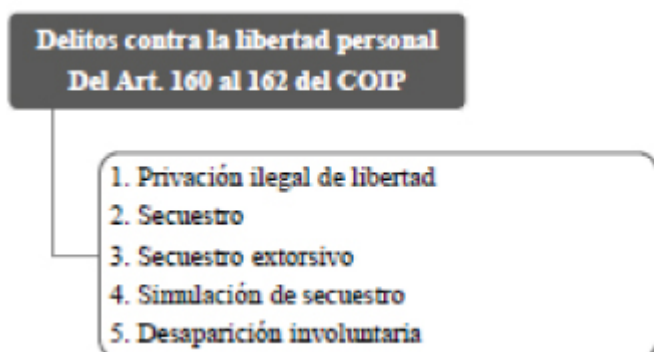 Delitos contra la libertad personal
Del Art. 160 al 162 del COIP
1. Privación ilegal de libertad
2. Secuestro
3. Secuestro extorsivo
4. Simulación de secuestro
5. Desaparición involuntaria